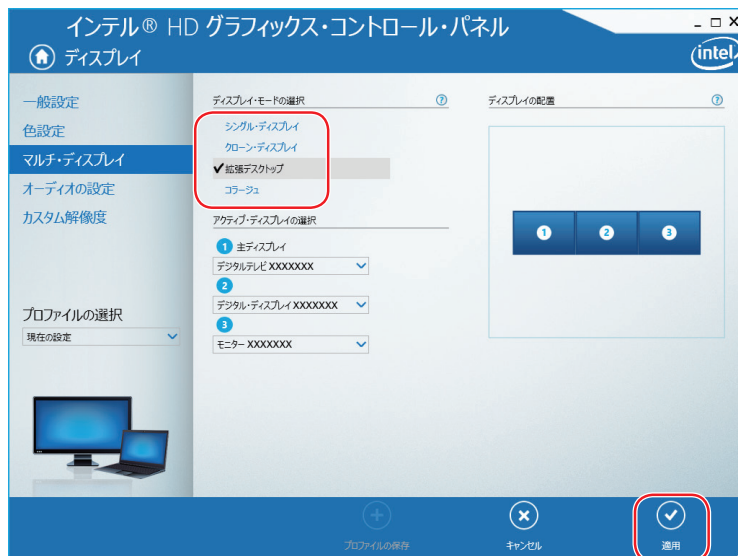 インテル® HD グラフィックス・コントロール・パネル
ディスプレイ
intel
一般設定
色設定
マルチ・ディスプレイ
オーディオの設定
カスタム解像度
プロファイルの選択
現在の設定
ディスプレイ・モードの選択 ?
シングル・ディスプレイ
クローン・ディスプレイ
✔拡張デスクトップ
コラージュ
アクティブ・ディスプレイの選択
1 主ディスプレイ
デジタルテレビ XXXXXXX
2
デジタル・ディスプレイ XXXXXXX
3
モニター XXXXXXX
ディスプレイの配置 ?
1 2 3
プロファイルの保存
キャンセル
適用